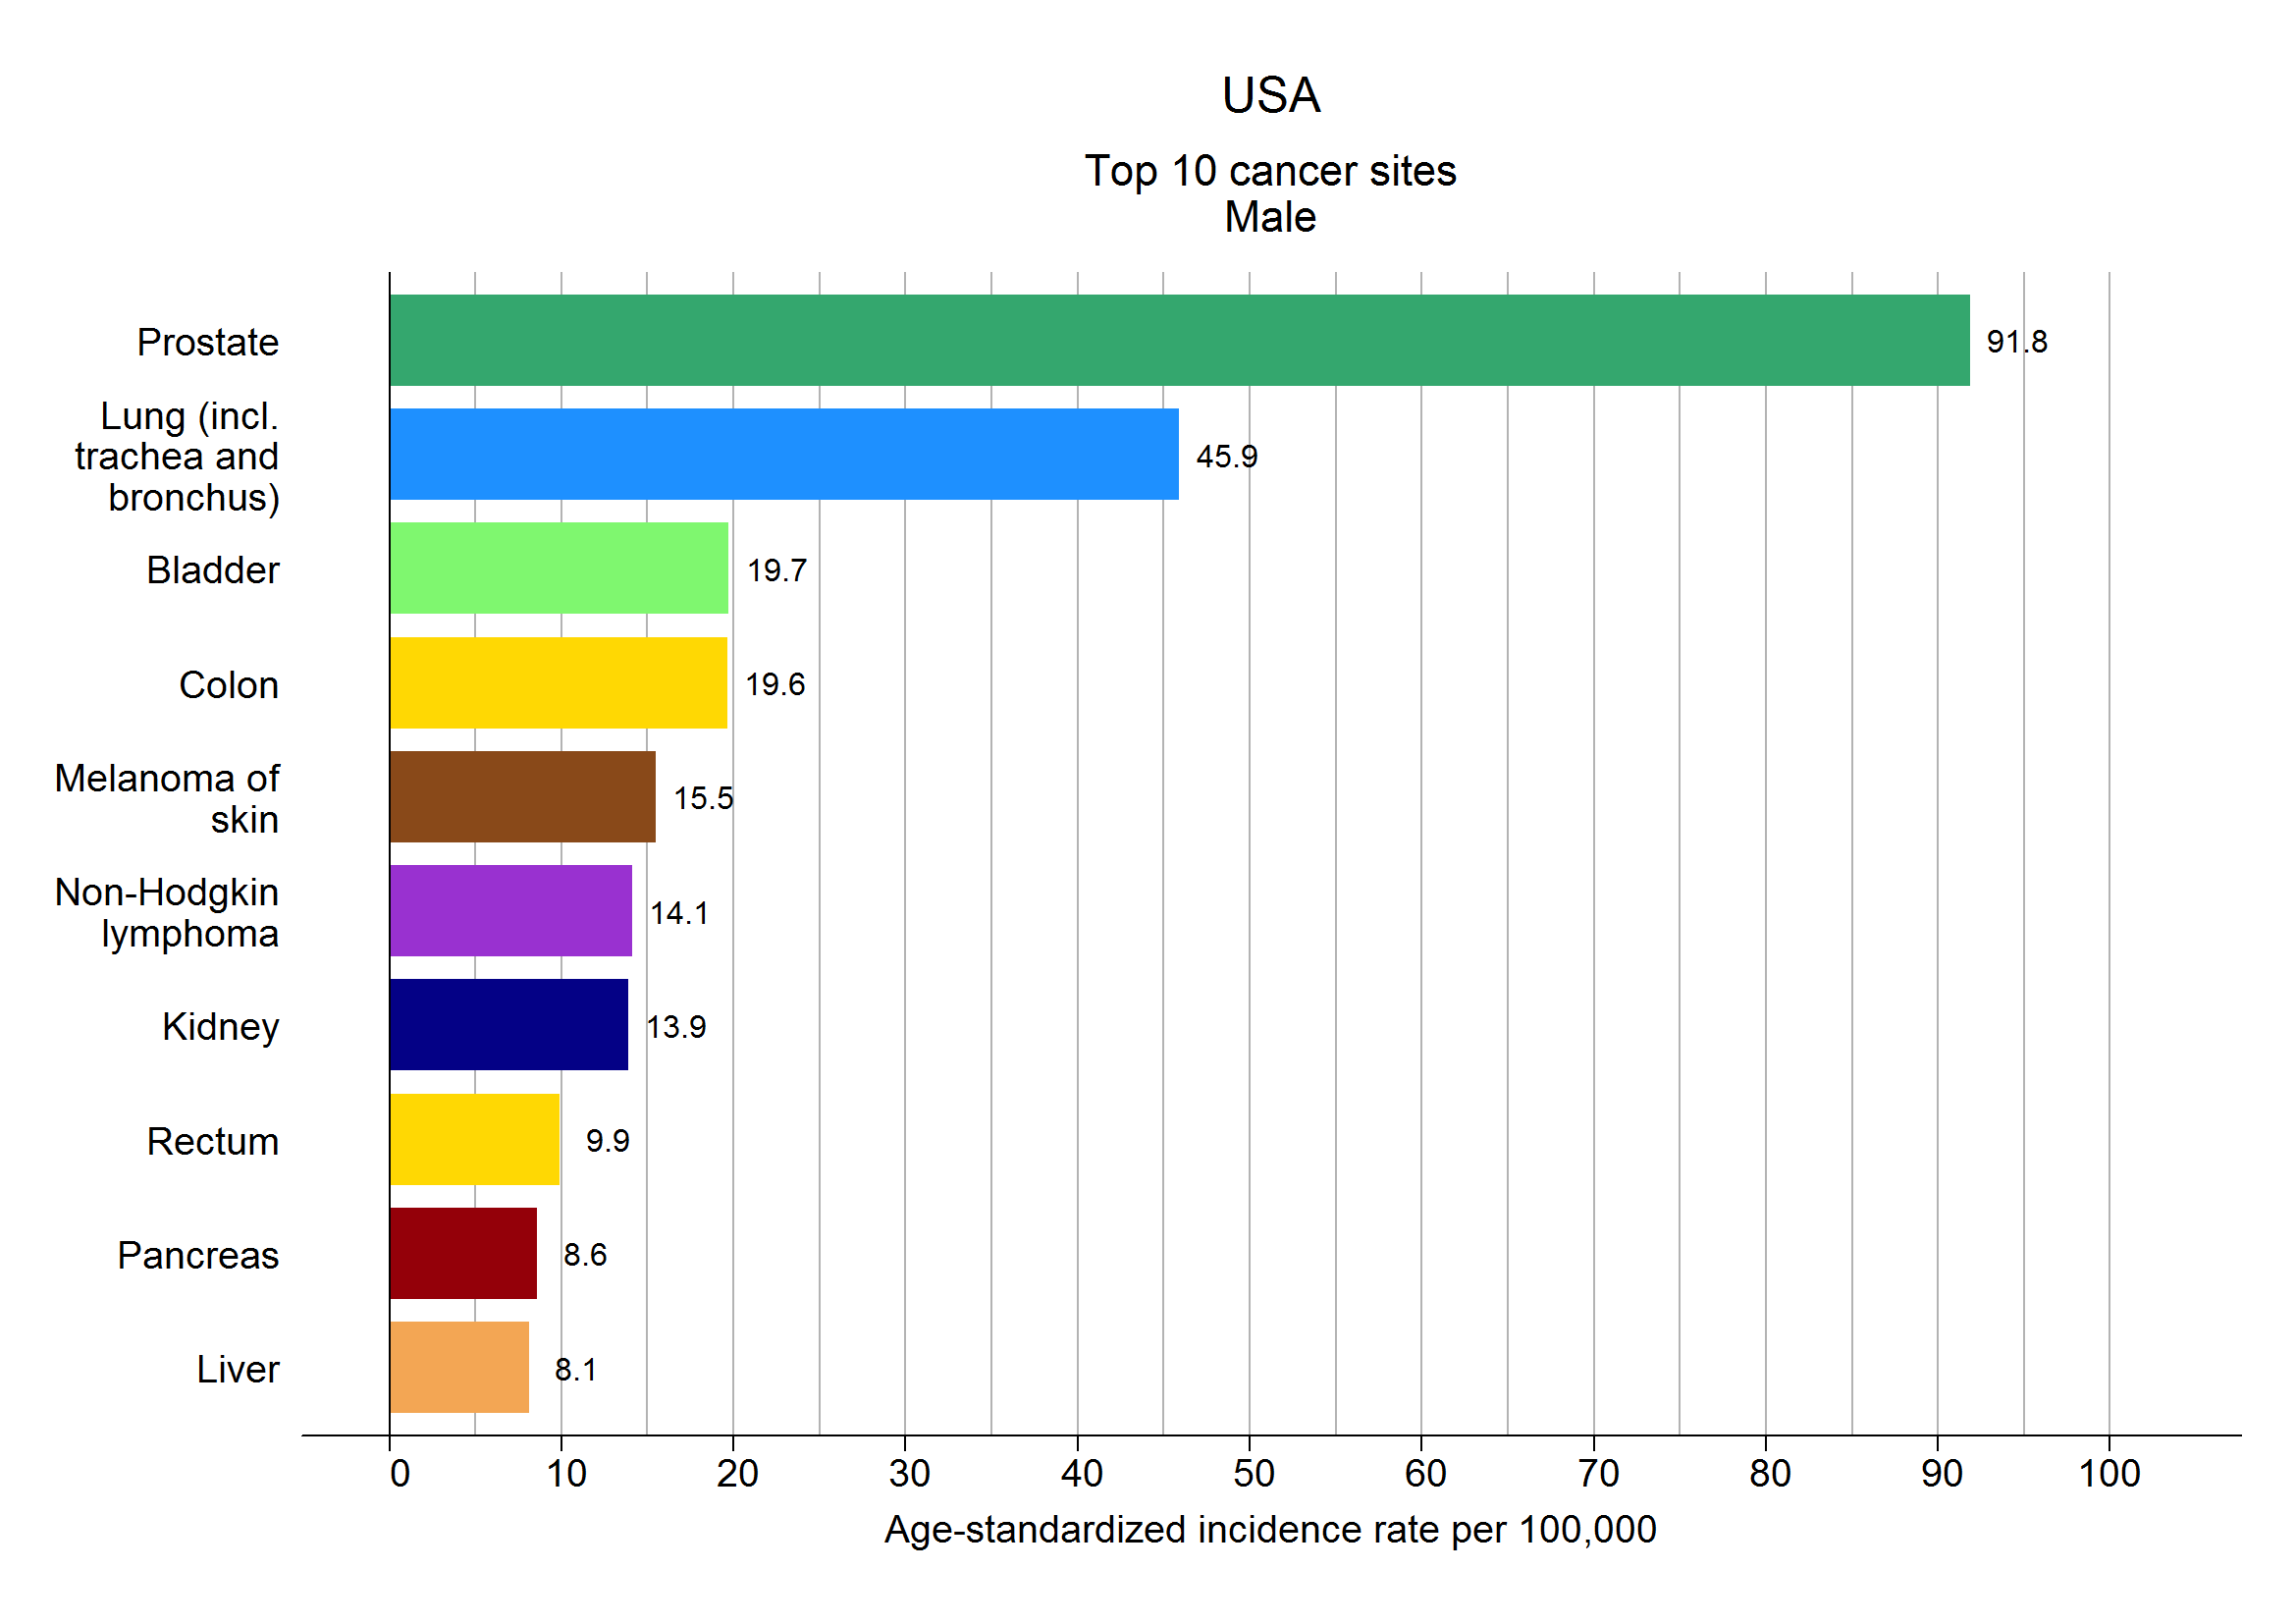 USA
Top 10 cancer sites
Male
Prostate
91.8
Lung (incl.
trachea and
bronchus)
45.9
Bladder
19.7
Colon
19.6
Melanoma of
skin
15.5
Non-Hodgkin
lymphoma
14.1
Kidney
13.9
Rectum
9.9
Pancreas
8.6
Liver
8.1
0 10 20 30 40 50 60 70 80 90 100
Age-standardized incidence rate per 100,000